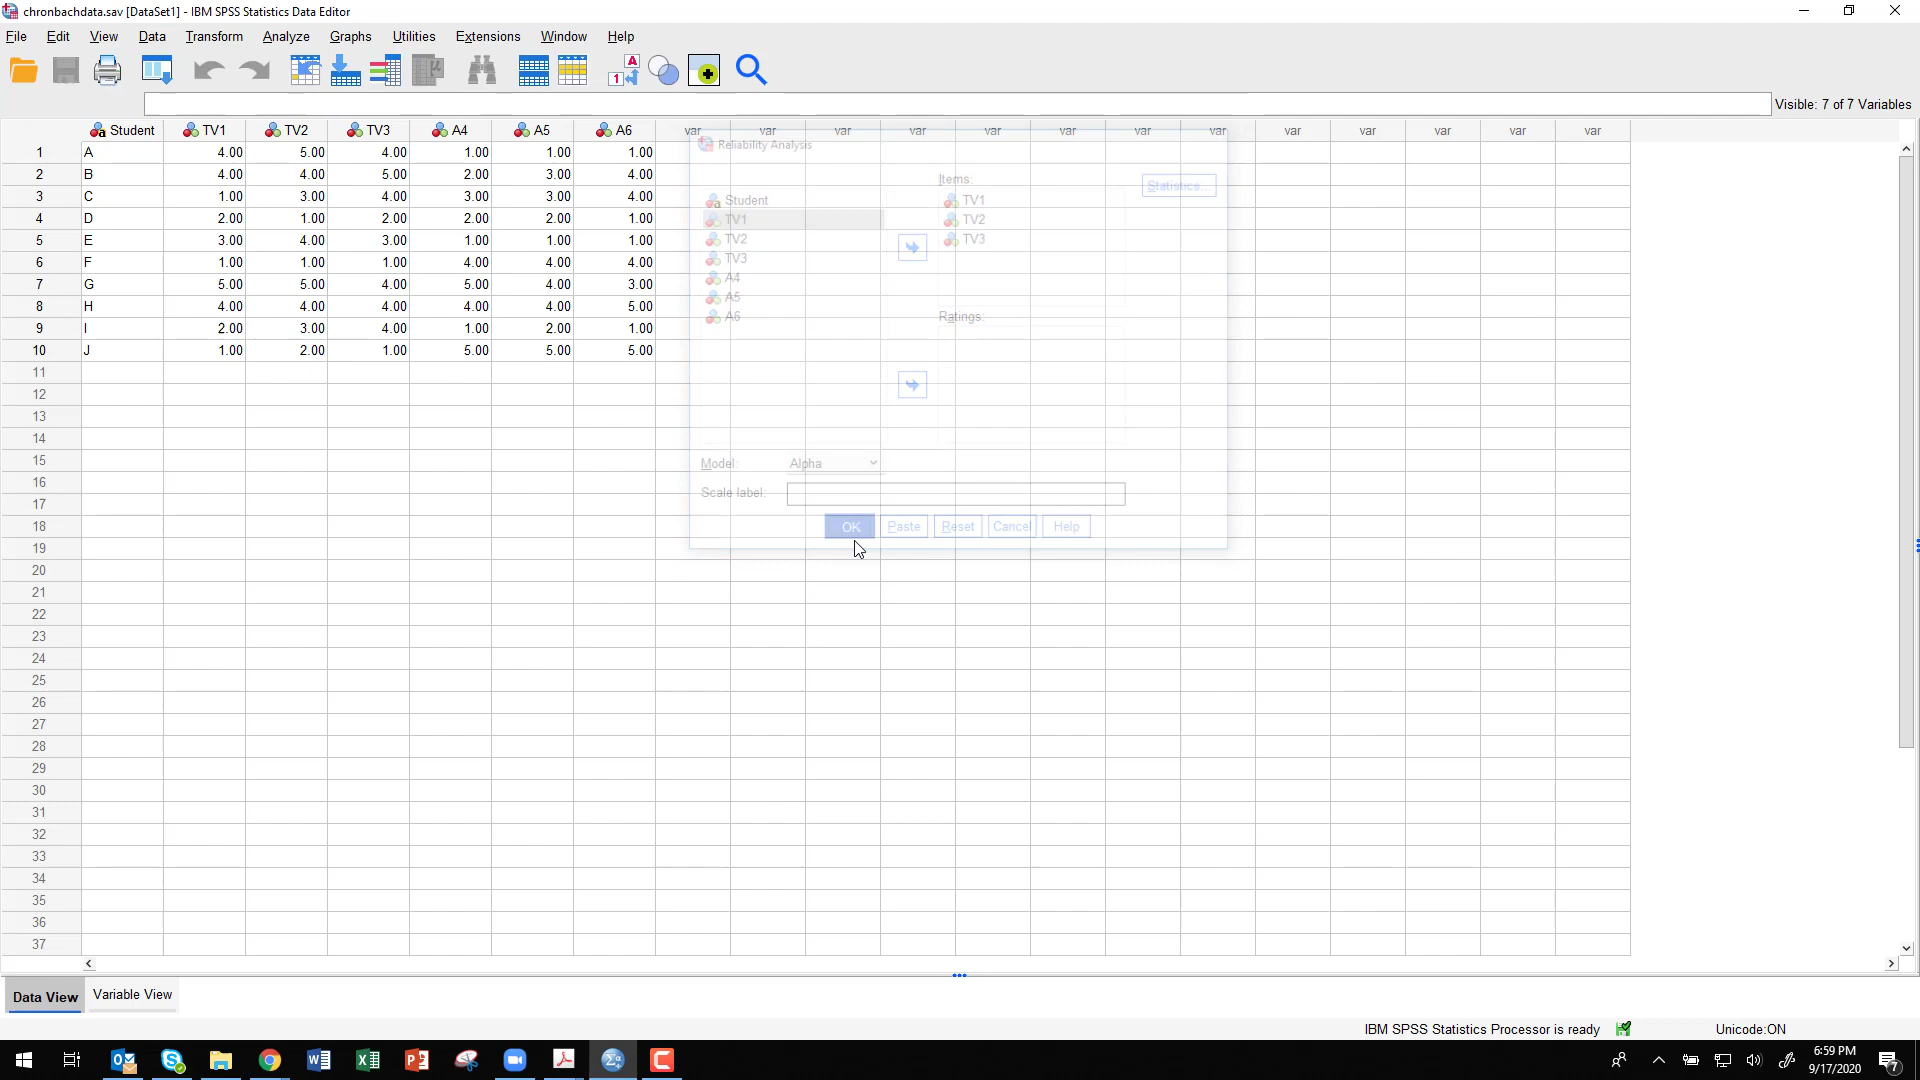 chronbachdata.sav [DataSet1] - IBM SPSS Statistics Data Editor
File Edit View Data Transform Analyze Graphs Utilities Extensions Window Help
Visible: 7 of 7 Variables
Student TV1 TV2 TV3 A4 A5 A6 var var var var var var var var var var var var var
1 A 4.00 5.00 4.00 1.00 1.00 1.00
2 B 4.00 4.00 5.00 2.00 3.00 4.00
3 C 1.00 3.00 4.00 3.00 3.00 4.00
4 D 2.00 1.00 2.00 2.00 2.00 1.00
5 E 3.00 4.00 3.00 1.00 1.00 1.00
6 F 1.00 1.00 1.00 4.00 4.00 4.00
7 G 5.00 5.00 4.00 5.00 4.00 3.00
8 H 4.00 4.00 4.00 4.00 4.00 5.00
9 I 2.00 3.00 4.00 1.00 2.00 1.00
10 J 1.00 2.00 1.00 5.00 5.00 5.00
11
12
13
14
15
16
17
18
19
20
21
22
23
24
25
26
27
28
29
30
31
32
33
34
35
36
37
Reliability Analysis
Items:
Statistics...
Student
TV1
TV2
TV3
A4
A5
A6
TV1
TV2
TV3
Ratings:
Model: Alpha
Scale label:
OK Paste Reset Cancel Help
Data View Variable View
IBM SPSS Statistics Processor is ready Unicode:ON
6:59 PM
9/17/2020
7